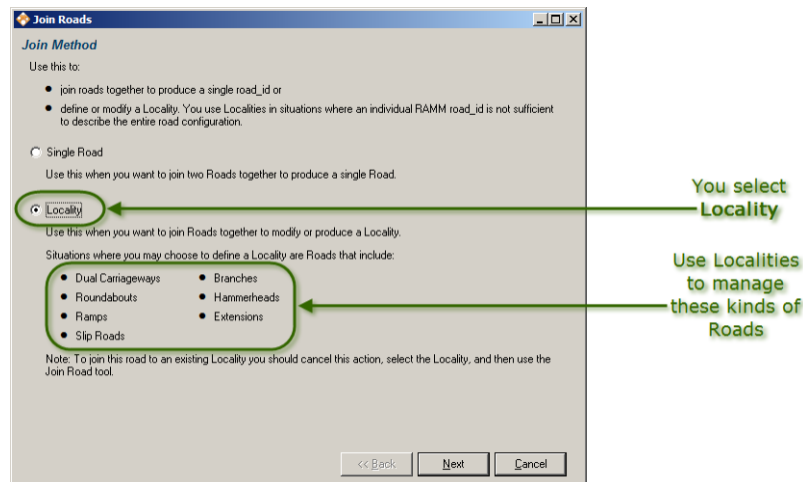 Join Roads
Join Method
Use this to:
● join roads together to produce a single road_id or
● define or modify a Locality. You use Localities in situations where an individual RAMM road_id is not sufficient
to describe the entire road configuration.
Single Road
Use this when you want to join two Roads together to produce a single Road.
Locality
Use this when you want to join Roads together to modify or produce a Locality.
Situations where you may choose to define a Locality are Roads that include:
● Dual Carriageways
● Roundabouts
● Ramps
● Slip Roads
● Branches
● Hammerheads
● Extensions
Note: To join this road to an existing Locality you should cancel this action, select the Locality, and then use the
Join Road tool.
<< Back
Next
Cancel
You select
Locality
Use Localities
to manage
these kinds of
Roads